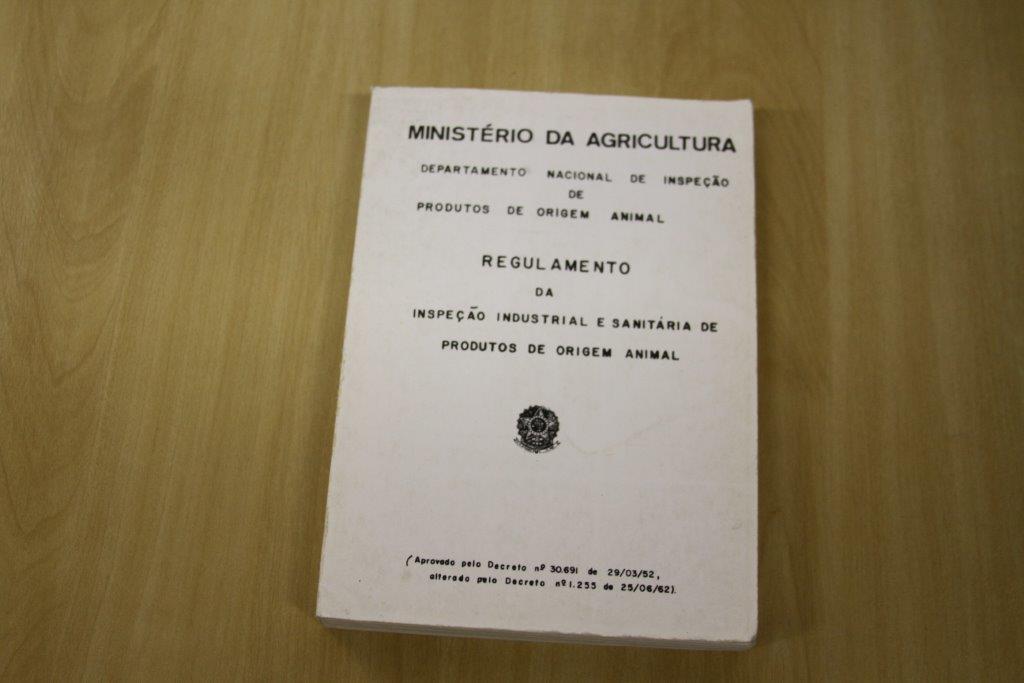 MINISTÉRIO DA AGRICULTURA
DEPARTAMENTO NACIONAL DE INSPEÇÃO
DE
PRODUTOS DE ORIGEM ANIMAL
REGULAMENTO
DA
INSPEÇÃO INDUSTRIAL E SANITÁRIA DE
PRODUTOS DE ORIGEM ANIMAL
(Aprovado pelo Decreto nº 30.691 de 29/03/52,
alterado pelo Decreto nº 1.255 de 25/06/62).